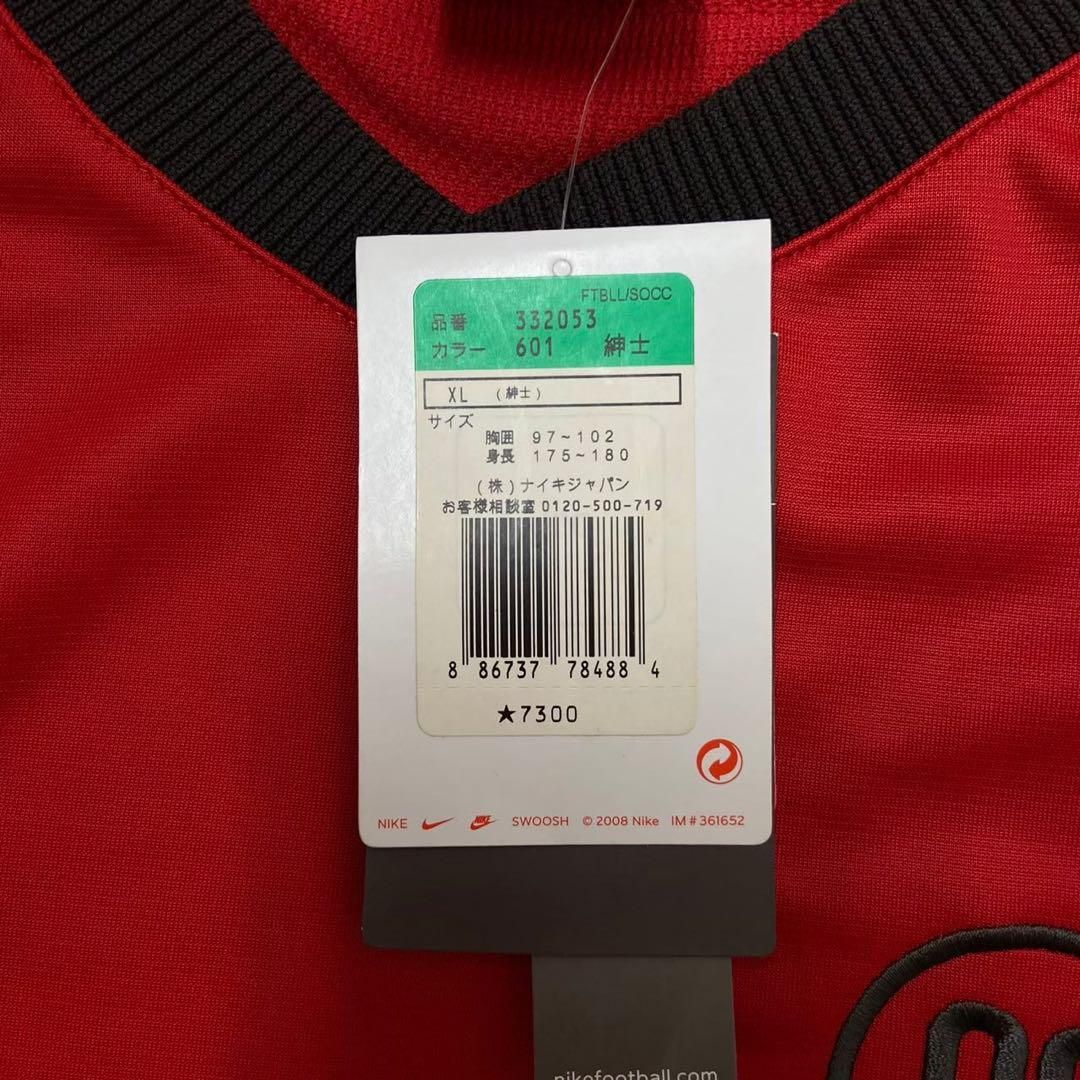 FTBLL/SOCC
品番 332053
カラー 601 紳士
XL (紳士)
サイズ
胸囲 97~102
身長 175~180
(株)ナイキジャパン
お客様相談室 0120-500-719
8 86737 78488 4
★7300
NIKE NIKE SWOOSH © 2008 Nike IM # 361652
nikefootball.com